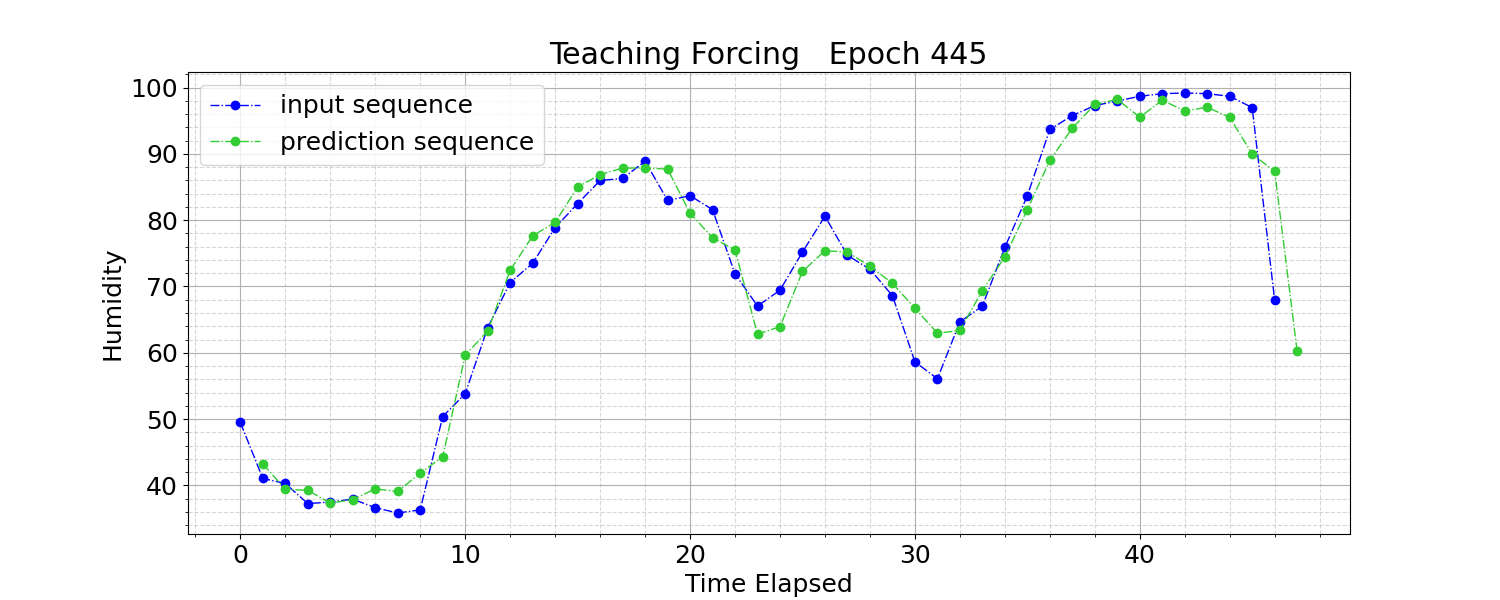 Teaching Forcing   Epoch 445
100
90
80
70
60
50
40
Humidity
input sequence
prediction sequence
0 10 20 30 40
Time Elapsed